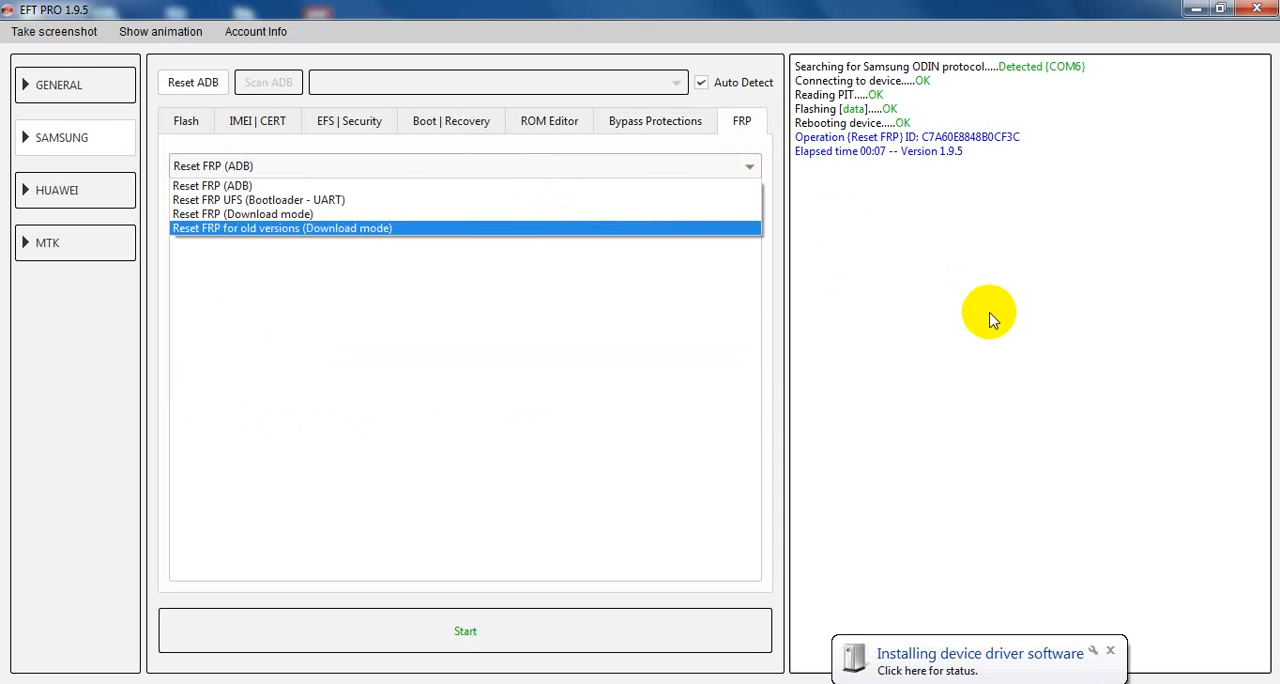 EFT PRO 1.9.5
Take screenshot Show animation Account Info
GENERAL
SAMSUNG
HUAWEI
MTK
Reset ADB Scan ADB Auto Detect
Flash IMEI | CERT EFS | Security Boot | Recovery ROM Editor Bypass Protections FRP
Reset FRP (ADB)
Reset FRP (ADB)
Reset FRP UFS (Bootloader - UART)
Reset FRP (Download mode)
Reset FRP for old versions (Download mode)
Start
Searching for Samsung ODIN protocol.....Detected {COM6}
Connecting to device.....OK
Reading PIT.....OK
Flashing [data].....OK
Rebooting device.....OK
Operation {Reset FRP} ID: C7A60E8848B0CF3C
Elapsed time 00:07 -- Version 1.9.5
Installing device driver software
Click here for status.